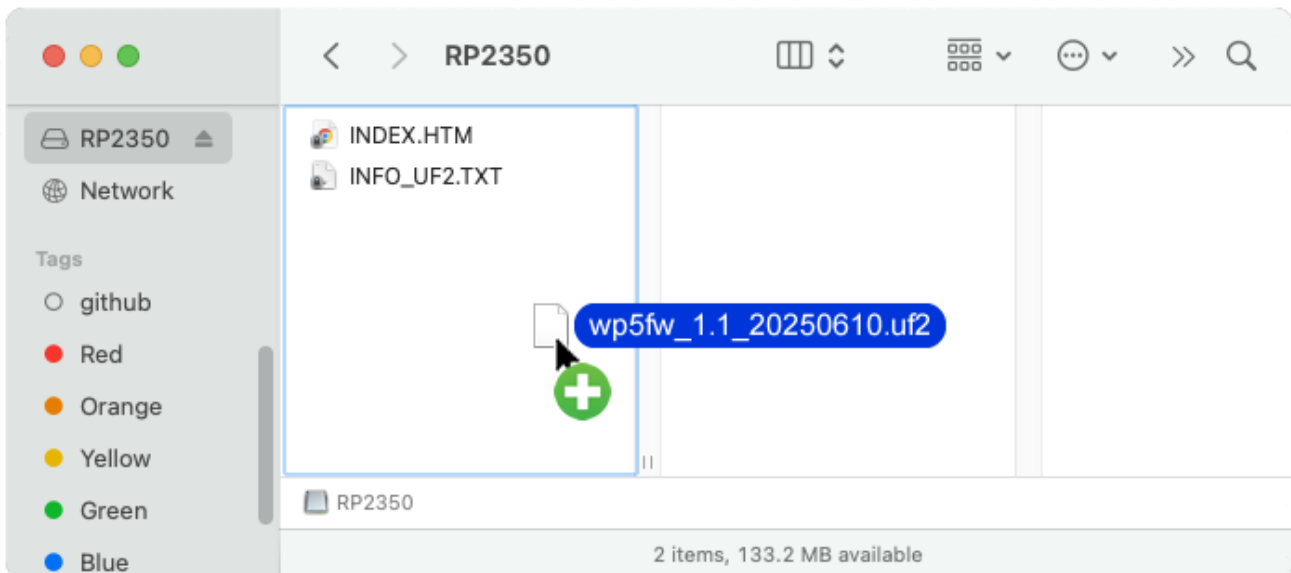 RP2350
RP2350
Network
Tags
github
Red
Orange
Yellow
Green
Blue
INDEX.HTM
INFO_UF2.TXT
wp5fw_1.1_20250610.uf2
RP2350
2 items, 133.2 MB available